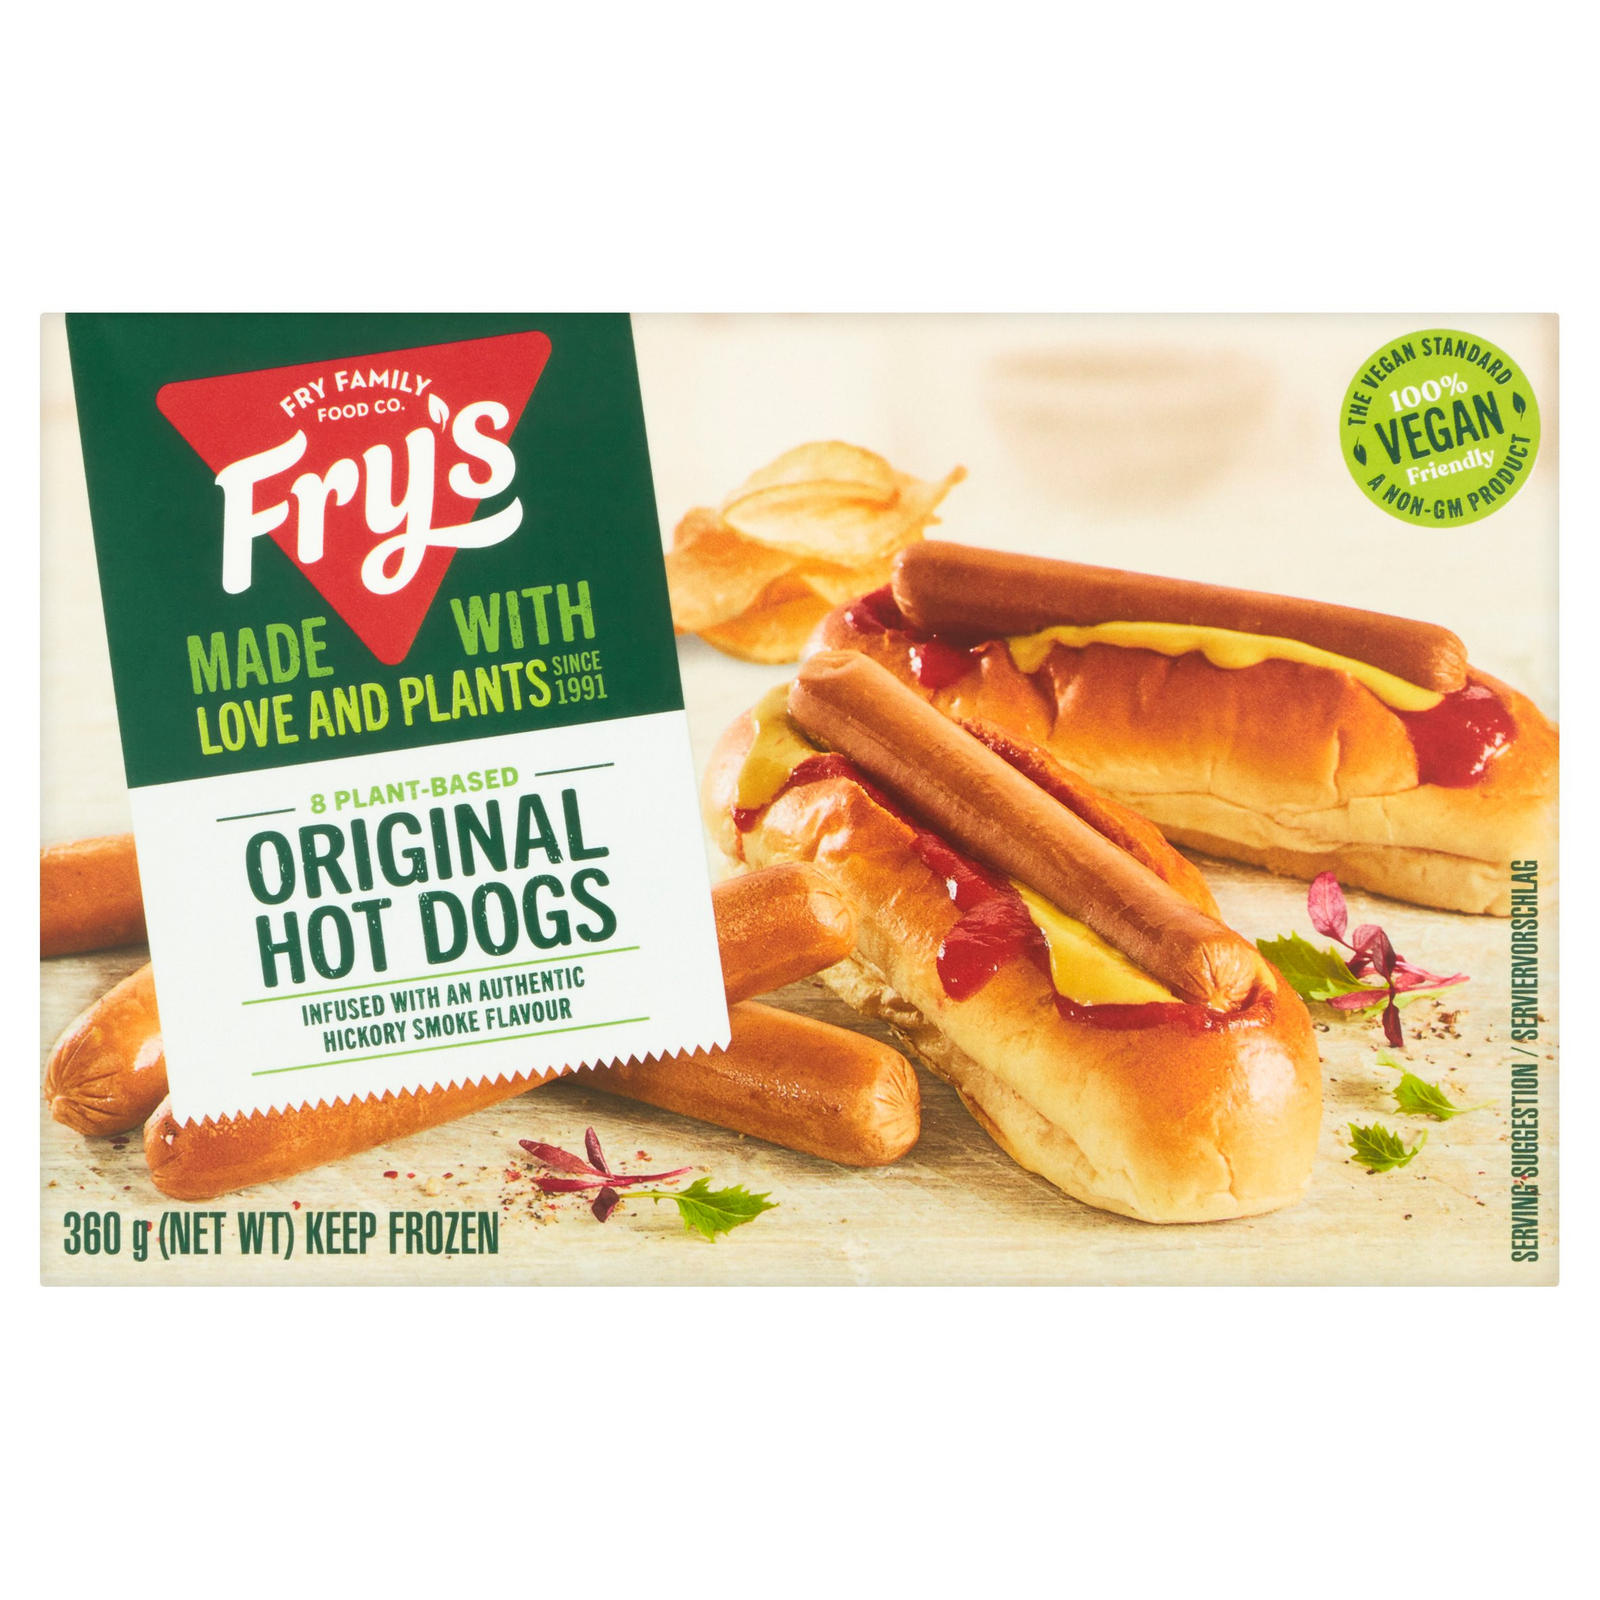 FRY FAMILY
FOOD CO.
Fry's
MADE WITH
LOVE AND PLANTS SINCE 1991
8 PLANT-BASED
ORIGINAL
HOT DOGS
INFUSED WITH AN AUTHENTIC
HICKORY SMOKE FLAVOUR
360 g (NET WT) KEEP FROZEN
THE VEGAN STANDARD
100%
VEGAN
Friendly
A NON-GM PRODUCT
SERVING SUGGESTION / SERVIERVORSCHLAG